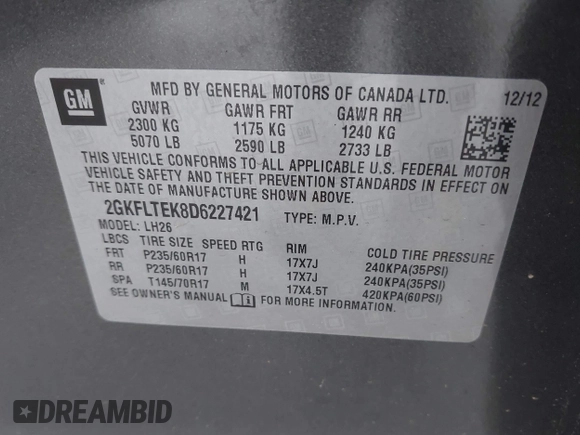 GM ®
MFD BY GENERAL MOTORS OF CANADA LTD. 12/12
GVWR GAWR FRT GAWR RR
2300 KG 1175 KG 1240 KG
5070 LB 2590 LB 2733 LB
THIS VEHICLE CONFORMS TO ALL APPLICABLE U.S. FEDERAL MOTOR
VEHICLE SAFETY AND THEFT PREVENTION STANDARDS IN EFFECT ON
THE DATE OF MANUFACTURE SHOWN ABOVE.
2GKFLTEK8D6227421 TYPE: M.P.V.
MODEL: LH26
LBCS TIRE SIZE SPEED RTG RIM COLD TIRE PRESSURE
FRT P235/60R17 H 17X7J 240KPA(35PSI)
RR P235/60R17 H 17X7J 240KPA(35PSI)
SPA T145/70R17 M 17X4.5T 420KPA(60PSI)
SEE OWNER'S MANUAL FOR MORE INFORMATION.
DREAMBID